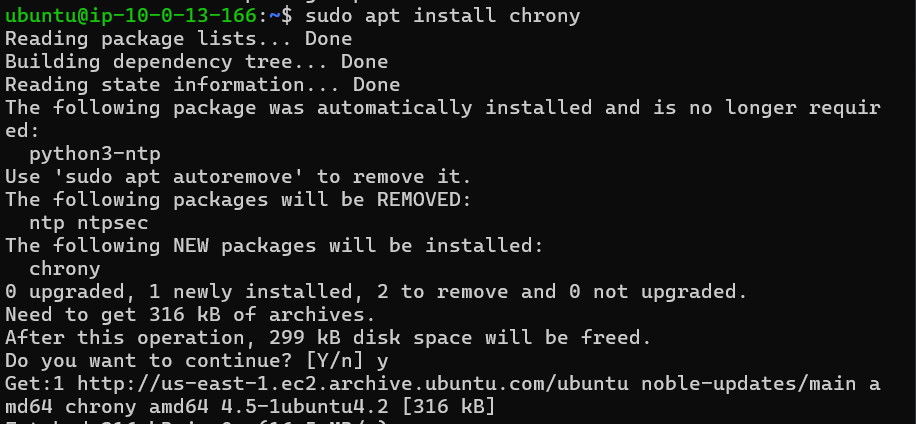 ubuntu@ip-10-0-13-166:~$ sudo apt install chrony
Reading package lists... Done
Building dependency tree... Done
Reading state information... Done
The following package was automatically installed and is no longer requir
ed:
  python3-ntp
Use 'sudo apt autoremove' to remove it.
The following packages will be REMOVED:
  ntp ntpsec
The following NEW packages will be installed:
  chrony
0 upgraded, 1 newly installed, 2 to remove and 0 not upgraded.
Need to get 316 kB of archives.
After this operation, 299 kB disk space will be freed.
Do you want to continue? [Y/n] y
Get:1 http://us-east-1.ec2.archive.ubuntu.com/ubuntu noble-updates/main a
md64 chrony amd64 4.5-1ubuntu4.2 [316 kB]